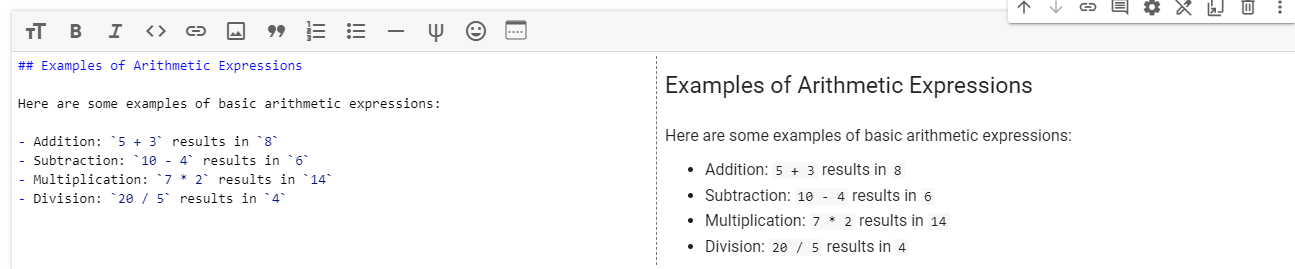 ## Examples of Arithmetic Expressions
Here are some examples of basic arithmetic expressions:
- Addition: `5 + 3` results in `8`
- Subtraction: `10 - 4` results in `6`
- Multiplication: `7 * 2` results in `14`
- Division: `20 / 5` results in `4`
Examples of Arithmetic Expressions
Here are some examples of basic arithmetic expressions:
• Addition: 5 + 3 results in 8
• Subtraction: 10 - 4 results in 6
• Multiplication: 7 * 2 results in 14
• Division: 20 / 5 results in 4